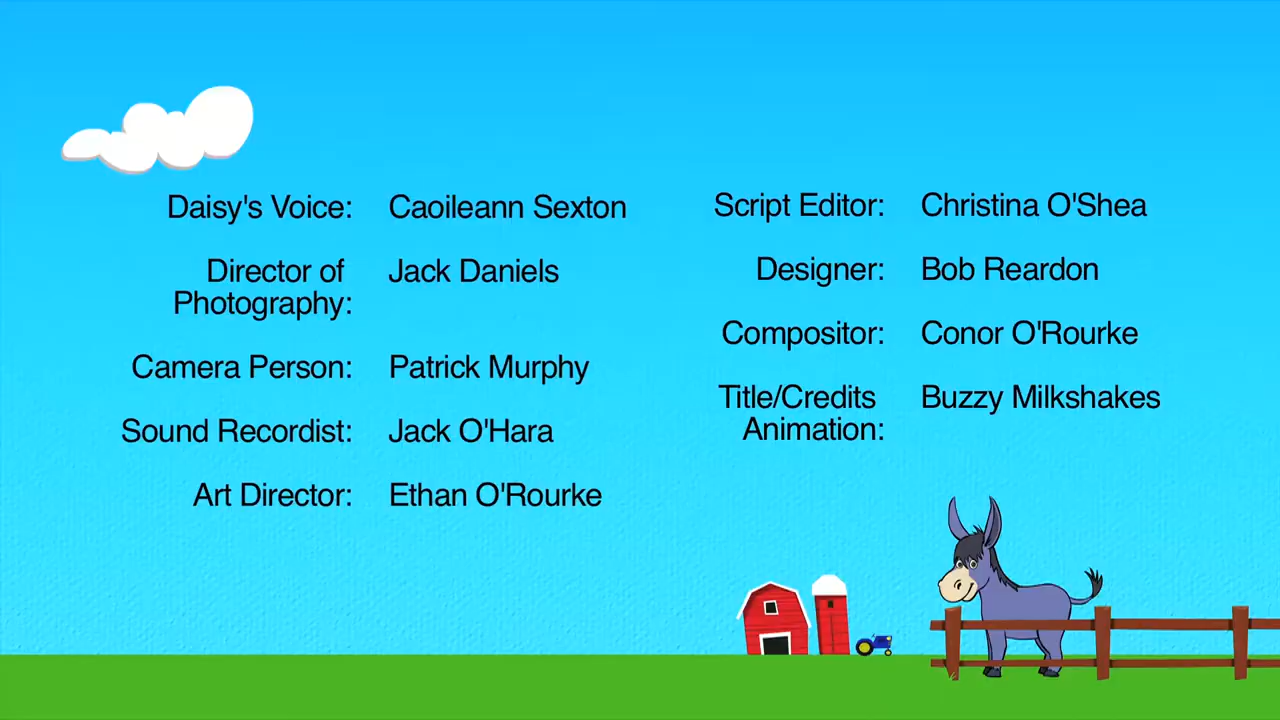 Daisy's Voice: Caoileann Sexton
Director of Jack Daniels
Photography:
Camera Person: Patrick Murphy
Sound Recordist: Jack O'Hara
Art Director: Ethan O'Rourke
Script Editor: Christina O'Shea
Designer: Bob Reardon
Compositor: Conor O'Rourke
Title/Credits Buzzy Milkshakes
Animation: